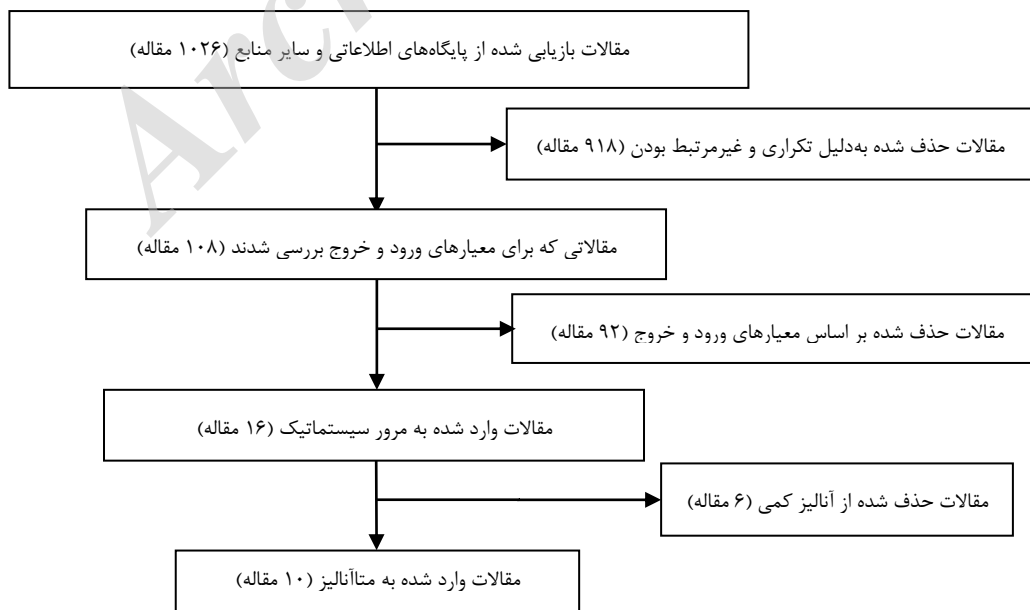 مقالات بازیابی شده از پایگاه‌های اطلاعاتی و سایر منابع (۱۰۲۶ مقاله)
مقالات حذف شده به‌دلیل تکراری و غیرمرتبط بودن (۹۱۸ مقاله)
مقالاتی که برای معیارهای ورود و خروج بررسی شدند (۱۰۸ مقاله)
مقالات حذف شده بر اساس معیارهای ورود و خروج (۹۲ مقاله)
مقالات وارد شده به مرور سیستماتیک (۱۶ مقاله)
مقالات حذف شده از آنالیز کمی (۶ مقاله)
مقالات وارد شده به متاآنالیز (۱۰ مقاله)